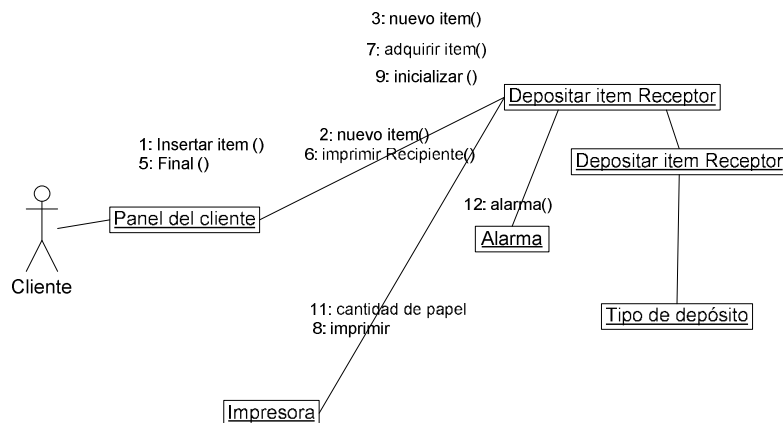 3: nuevo item()
7: adquirir item()
9: inicializar ()
Depositar item Receptor
1: Insertar item ()
5: Final ()
2: nuevo item()
6: imprimir Recipiente()
Depositar item Receptor
Panel del cliente
12: alarma()
Alarma
Cliente
11: cantidad de papel
8: imprimir
Tipo de depósito
Impresora